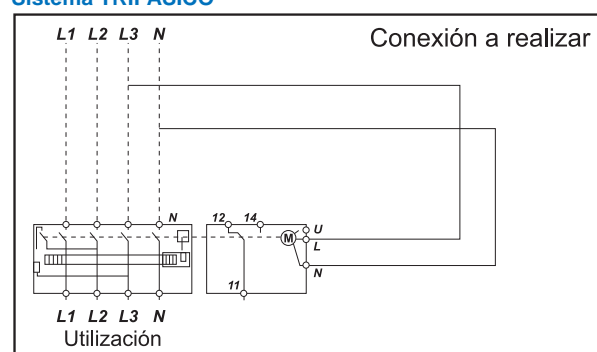 Sistema TRIFÁSICO
L1 L2 L3 N
Conexión a realizar
N
12 14
U
M
L
N
11
L1 L2 L3 N
Utilización